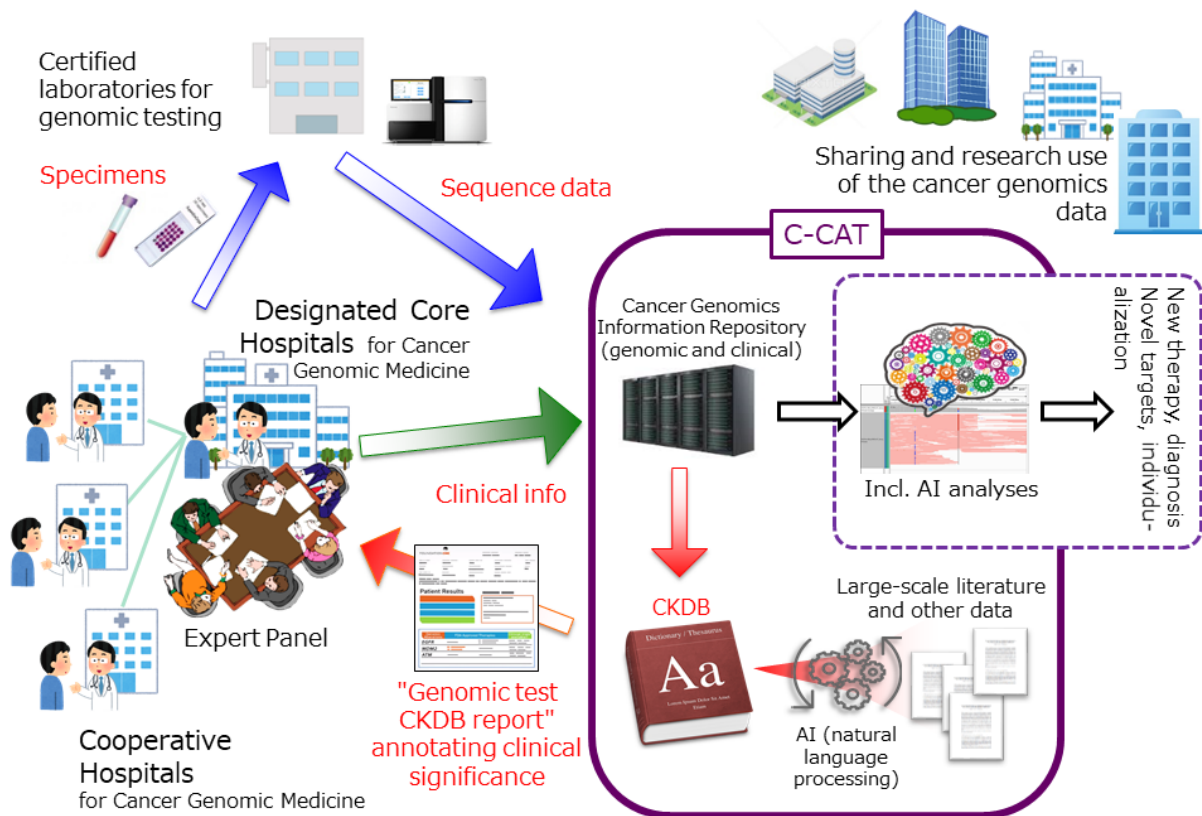 Certified
laboratories for
genomic testing
Specimens
Sequence data
Sharing and research use
of the cancer genomics
data
C-CAT
Designated Core
Hospitals for Cancer
Genomic Medicine
Cancer Genomics
Information Repository
(genomic and clinical)
New therapy, diagnosis
Novel targets, individu-
alization
Incl. AI analyses
Clinical info
Expert Panel
Patient Results
EGFR
ATM
"Genomic test
CKDB report"
annotating clinical
significance
CKDB
Dictionary / Thesaurus
Aa
Large-scale literature
and other data
AI (natural
language
processing)
Cooperative
Hospitals
for Cancer Genomic Medicine